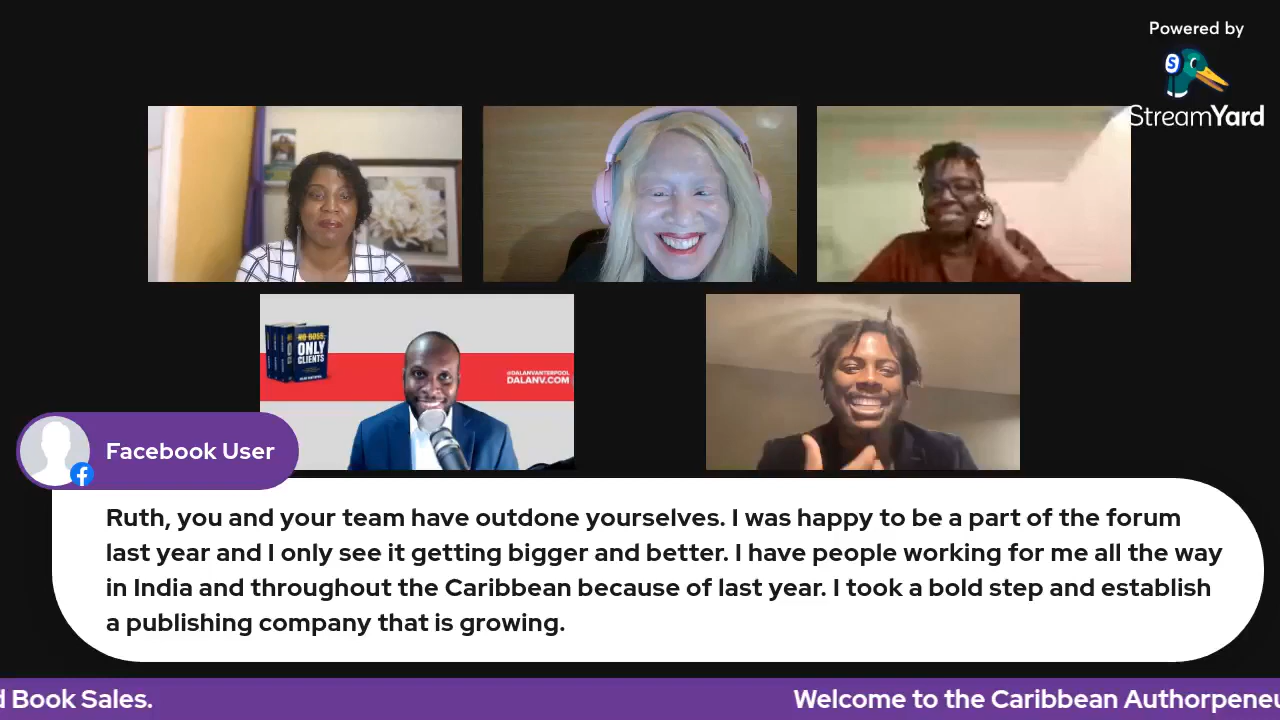 Powered by
S
StreamYard
NO BOSS,
ONLY
CLIENTS
@DALANVANTERPOOL
DALANV.COM
Facebook User
Ruth, you and your team have outdone yourselves. I was happy to be a part of the forum
last year and I only see it getting bigger and better. I have people working for me all the way
in India and throughout the Caribbean because of last year. I took a bold step and establish
a publishing company that is growing.
d Book Sales.
Welcome to the Caribbean Authorpeneu